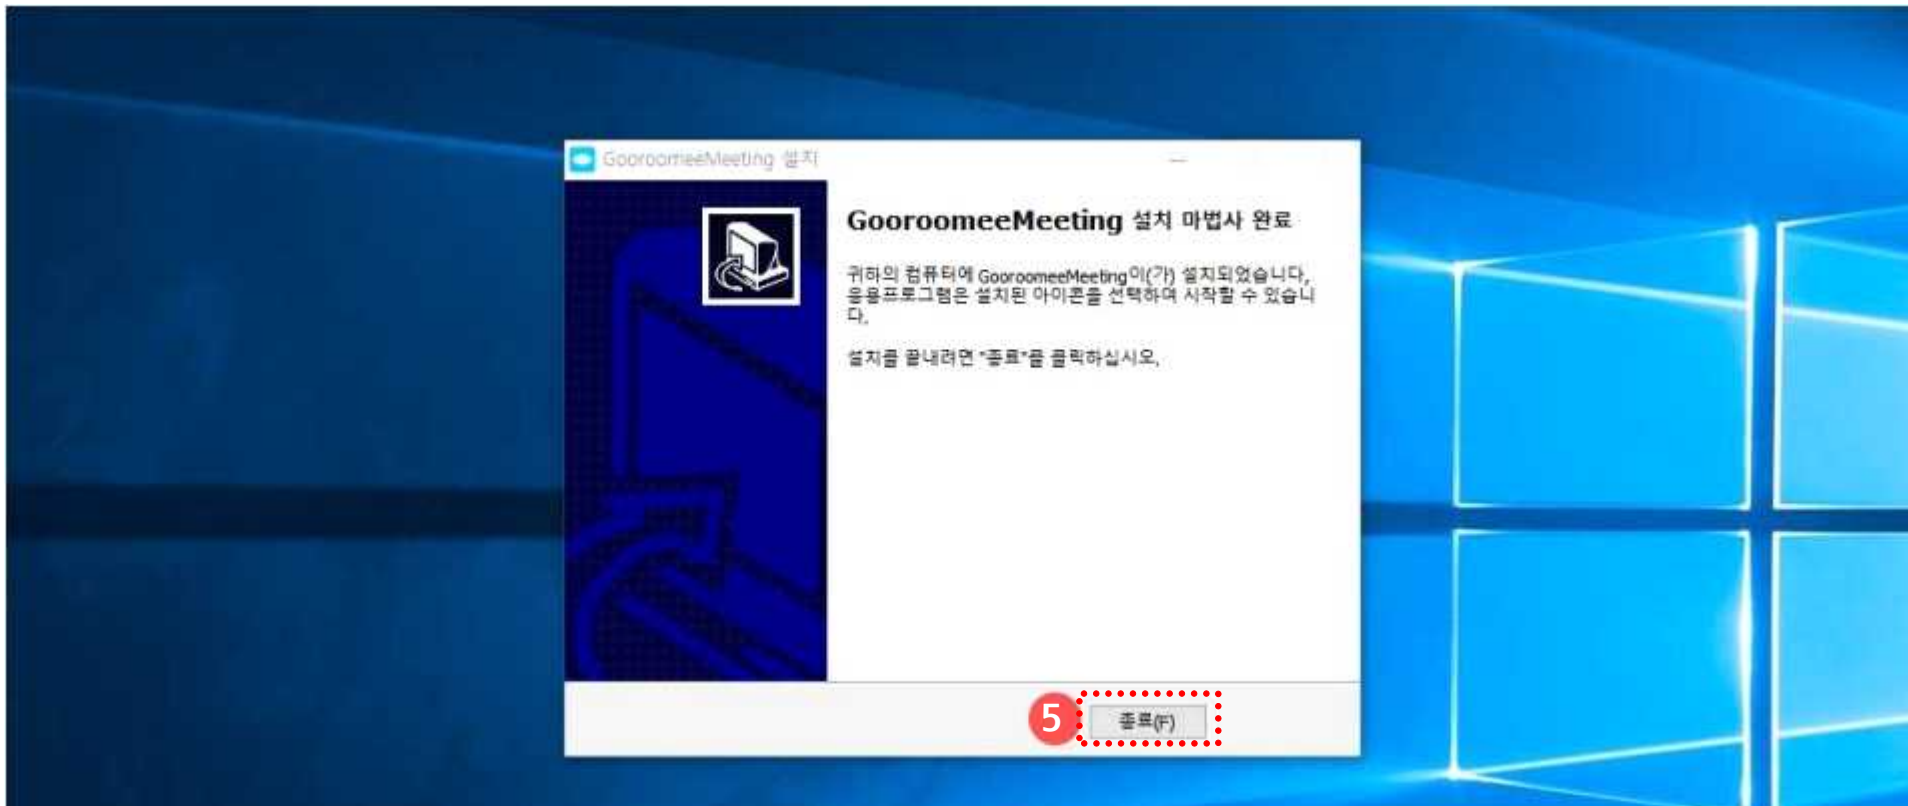 GooroomeeMeeting 설치
GooroomeeMeeting 설치 마법사 완료
귀하의 컴퓨터에 GooroomeeMeeting이(가) 설치되었습니다.
응용프로그램은 설치된 아이콘을 선택하여 시작할 수 있습니
다.
설치를 끝내려면 "종료"를 클릭하십시오.
5
종료(F)